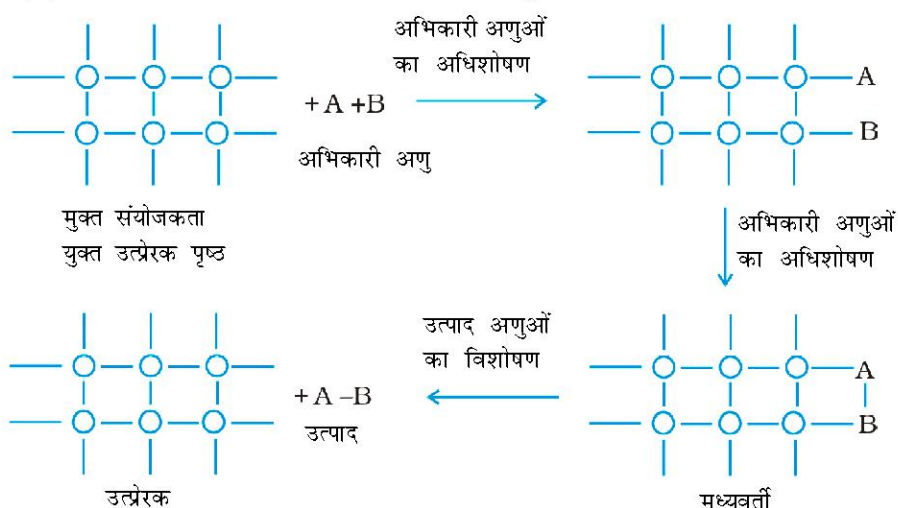 अभिकारी अणुओं
का अधिशोषण
+ A + B
अभिकारी अणु
A
B
मुक्त संयोजकता
युक्त उत्प्रेरक पृष्ठ
अभिकारी अणुओं
का अधिशोषण
उत्पाद अणुओं
का विशोषण
+ A – B
उत्पाद
A
B
उत्प्रेरक
मध्यवर्ती